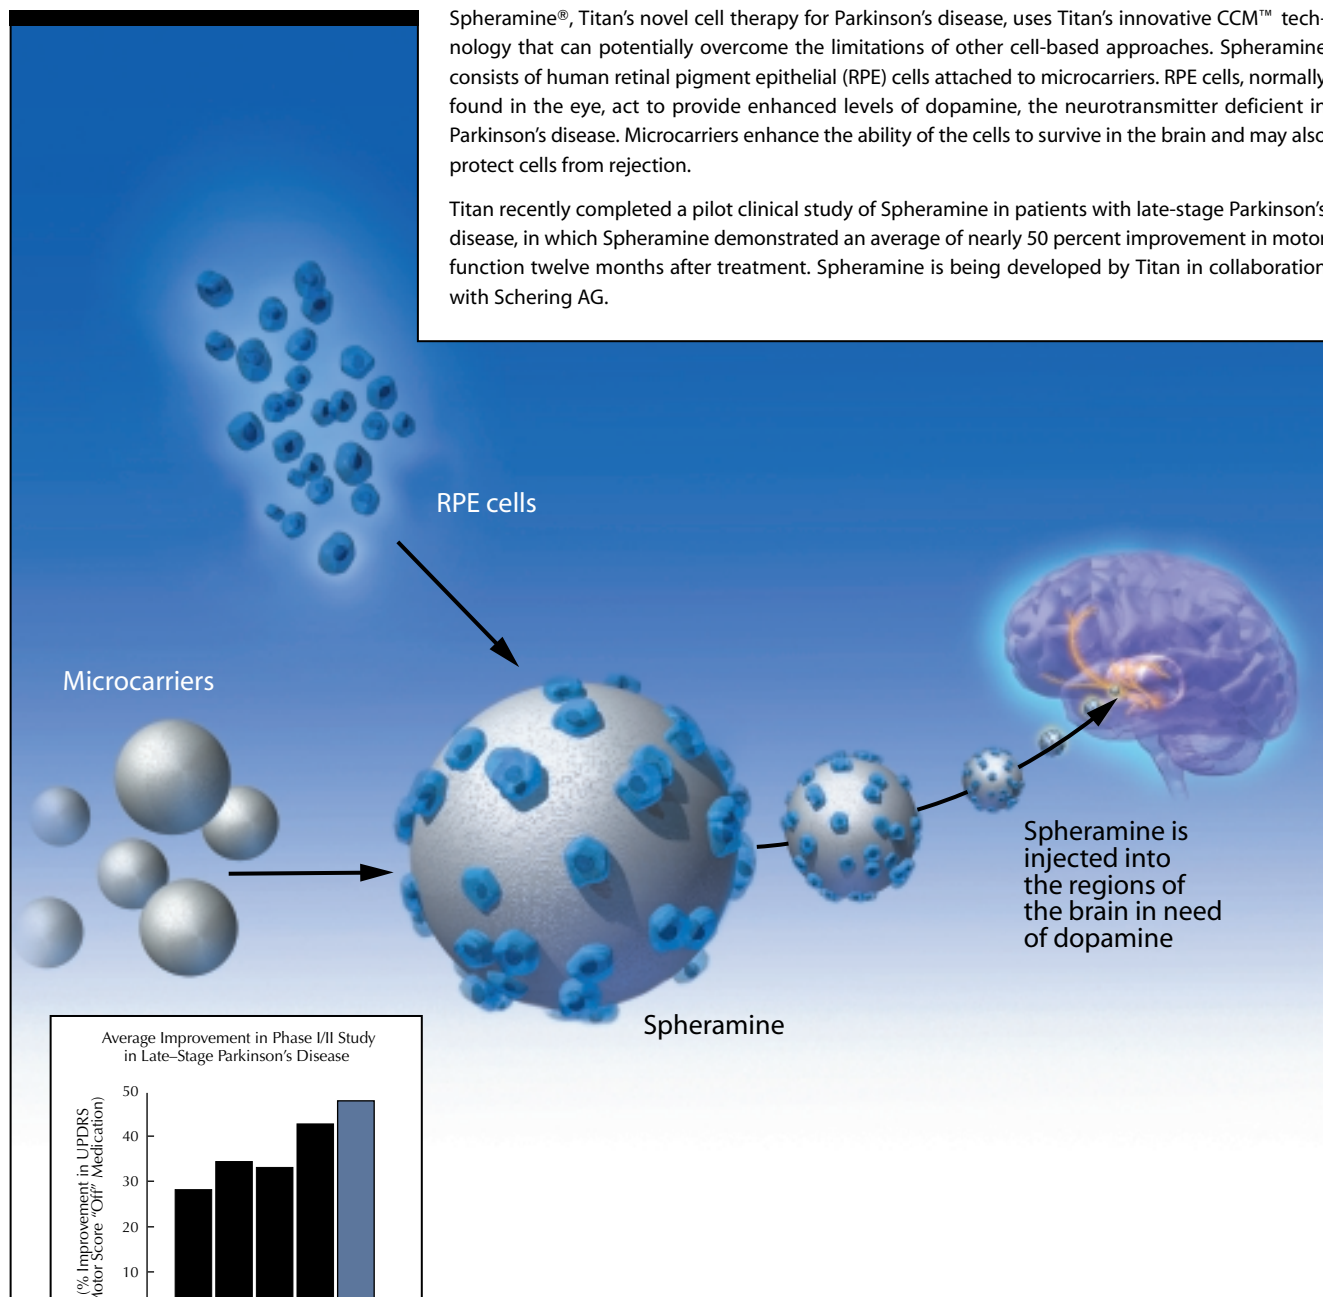 Spheramine®, Titan’s novel cell therapy for Parkinson’s disease, uses Titan’s innovative CCM™ tech-
nology that can potentially overcome the limitations of other cell-based approaches. Spheramine
consists of human retinal pigment epithelial (RPE) cells attached to microcarriers. RPE cells, normally
found in the eye, act to provide enhanced levels of dopamine, the neurotransmitter deficient in
Parkinson’s disease. Microcarriers enhance the ability of the cells to survive in the brain and may also
protect cells from rejection.
Titan recently completed a pilot clinical study of Spheramine in patients with late-stage Parkinson’s
disease, in which Spheramine demonstrated an average of nearly 50 percent improvement in motor
function twelve months after treatment. Spheramine is being developed by Titan in collaboration
with Schering AG.
RPE cells
Microcarriers
Spheramine is
injected into
the regions of
the brain in need
of dopamine
Spheramine
Average Improvement in Phase I/II Study
in Late–Stage Parkinson’s Disease
(% Improvement in UPDRS
Motor Score “Off” Medication)
50
40
30
20
10